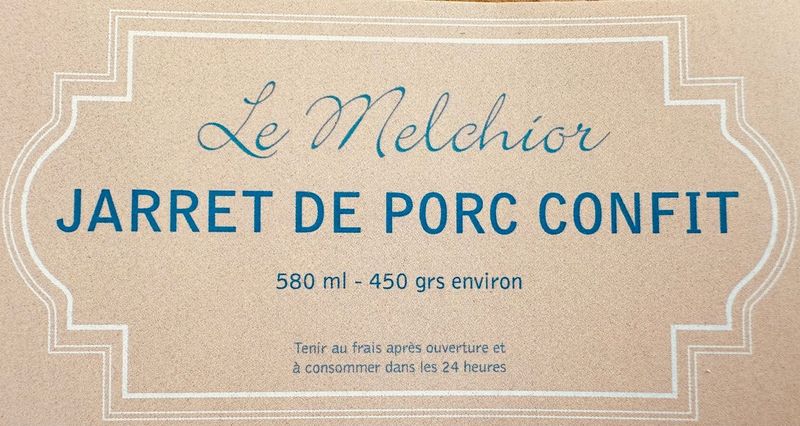 Le Melchior
JARRET DE PORC CONFIT
580 ml - 450 grs environ
Tenir au frais après ouverture et
à consommer dans les 24 heures